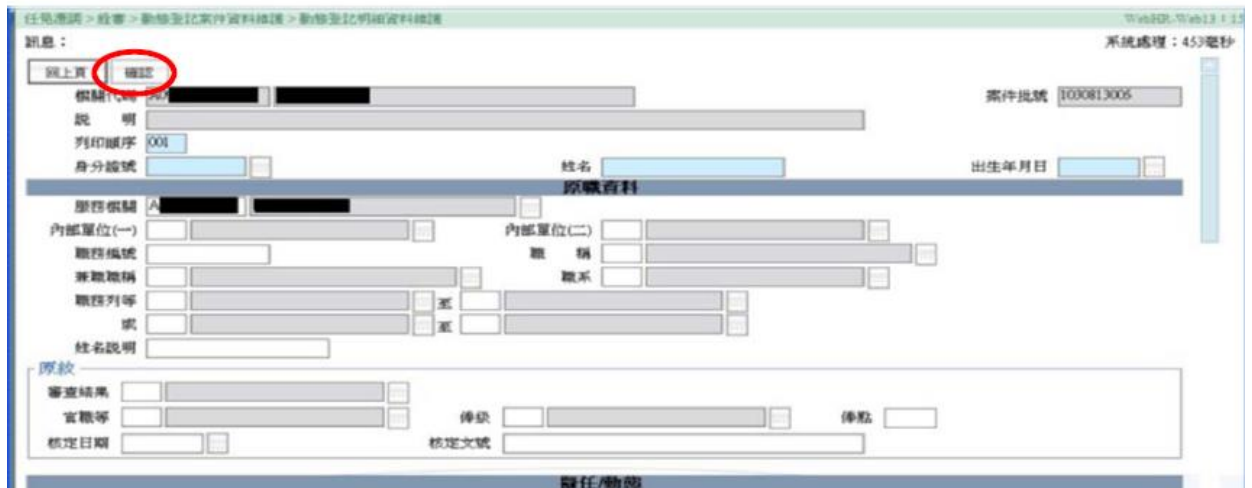 任免遷調 > 銓審 > 動態登記案件資料維護 > 動態登記明細資料維護 WebHR-Web13 1:15
訊息： 系統處理：453毫秒
回上頁 確認
機關代碼 案件批號 1030813005
說 明
列印順序 001
身分證號 姓名 出生年月日
原職資料
服務機關 A
內部單位(一) 內部單位(二)
職務編號 職 稱
兼職職稱 職系
職務列等 至
或 至
姓名說明
原敘
審查結果
官職等 俸級 俸點
核定日期 核定文號
擬任/動態